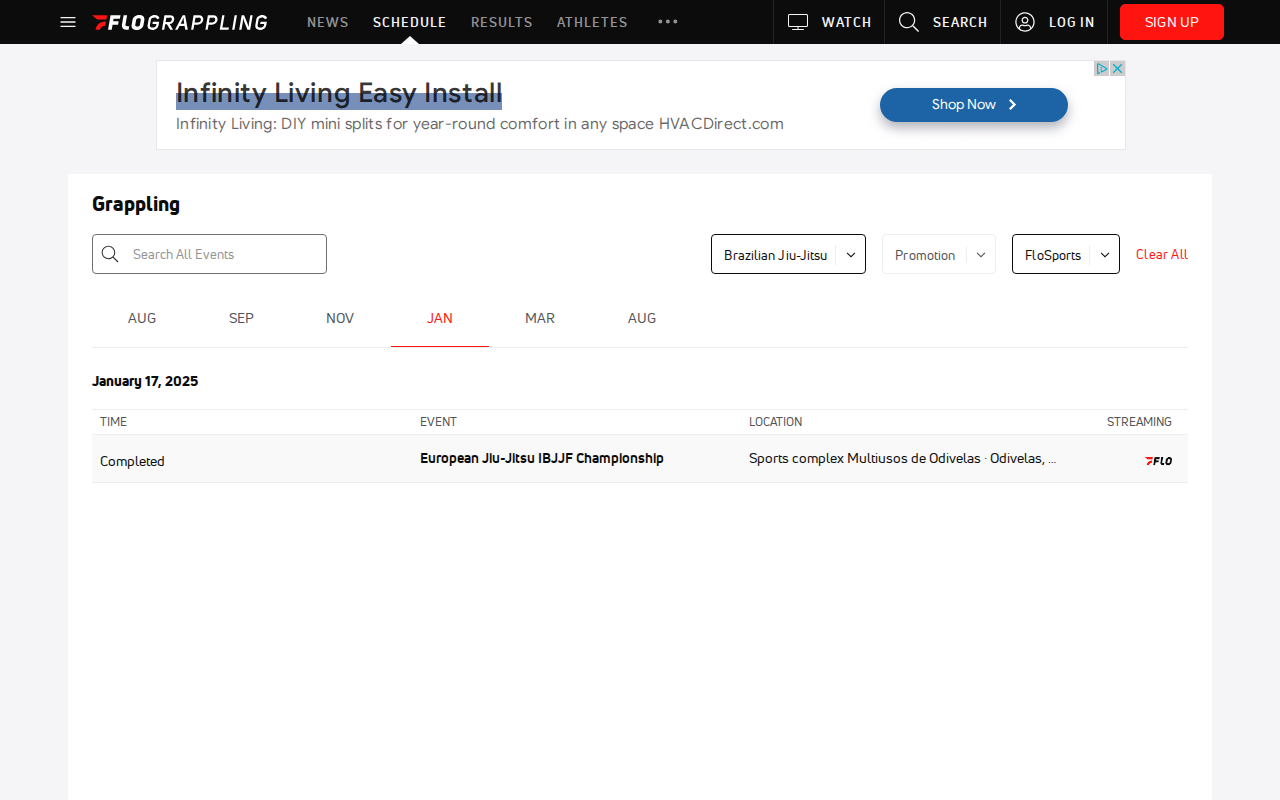 FLOGRAPPLING NEWS SCHEDULE RESULTS ATHLETES ••• WATCH SEARCH LOG IN SIGN UP
Infinity Living Easy Install
Infinity Living: DIY mini splits for year-round comfort in any space HVACDirect.com
Shop Now
Grappling
Search All Events Brazilian Jiu-Jitsu Promotion FloSports Clear All
AUG SEP NOV JAN MAR AUG
January 17, 2025
TIME EVENT LOCATION STREAMING
Completed European Jiu-Jitsu IBJJF Championship Sports complex Multiusos de Odivelas · Odivelas, ... FLO